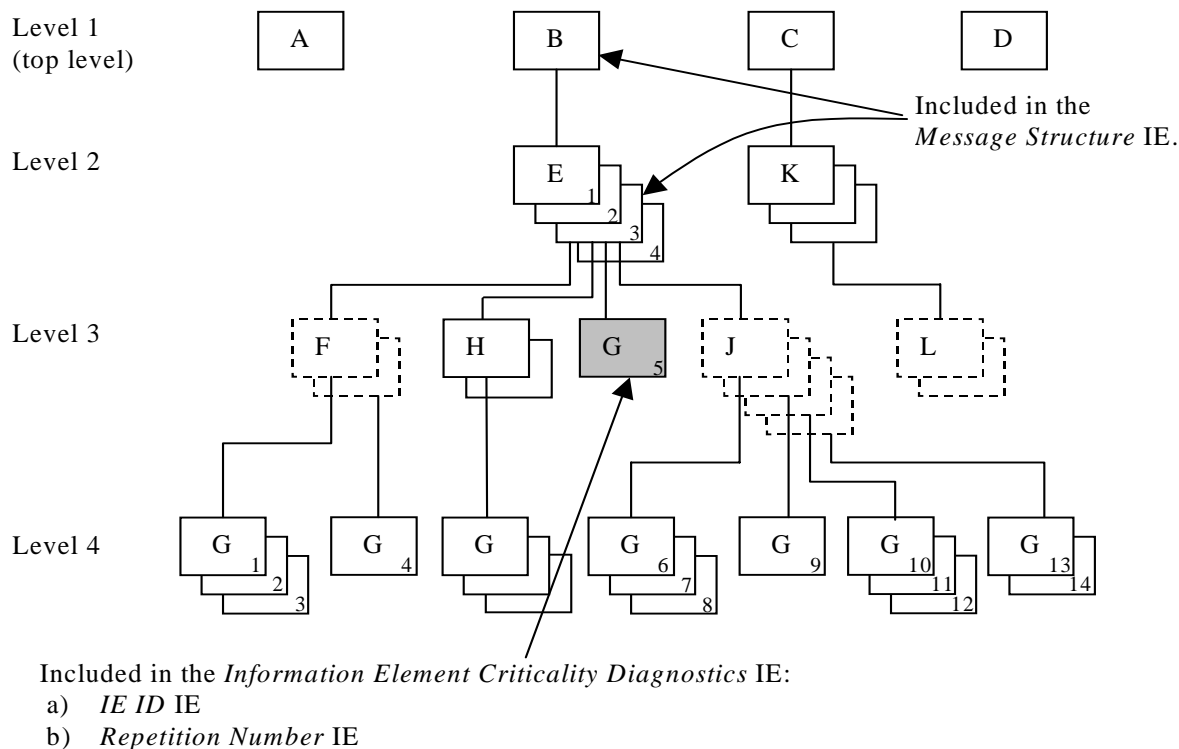 Level 1
(top level)
A
B
C
D
Included in the
Message Structure IE.
Level 2
E
1
2
3
4
K
Level 3
F
H
G
5
J
L
Level 4
G
1
2
3
G
4
G
G
6
7
8
G
9
G
10
11
12
G
13
14
Included in the Information Element Criticality Diagnostics IE:
a) IE ID IE
b) Repetition Number IE